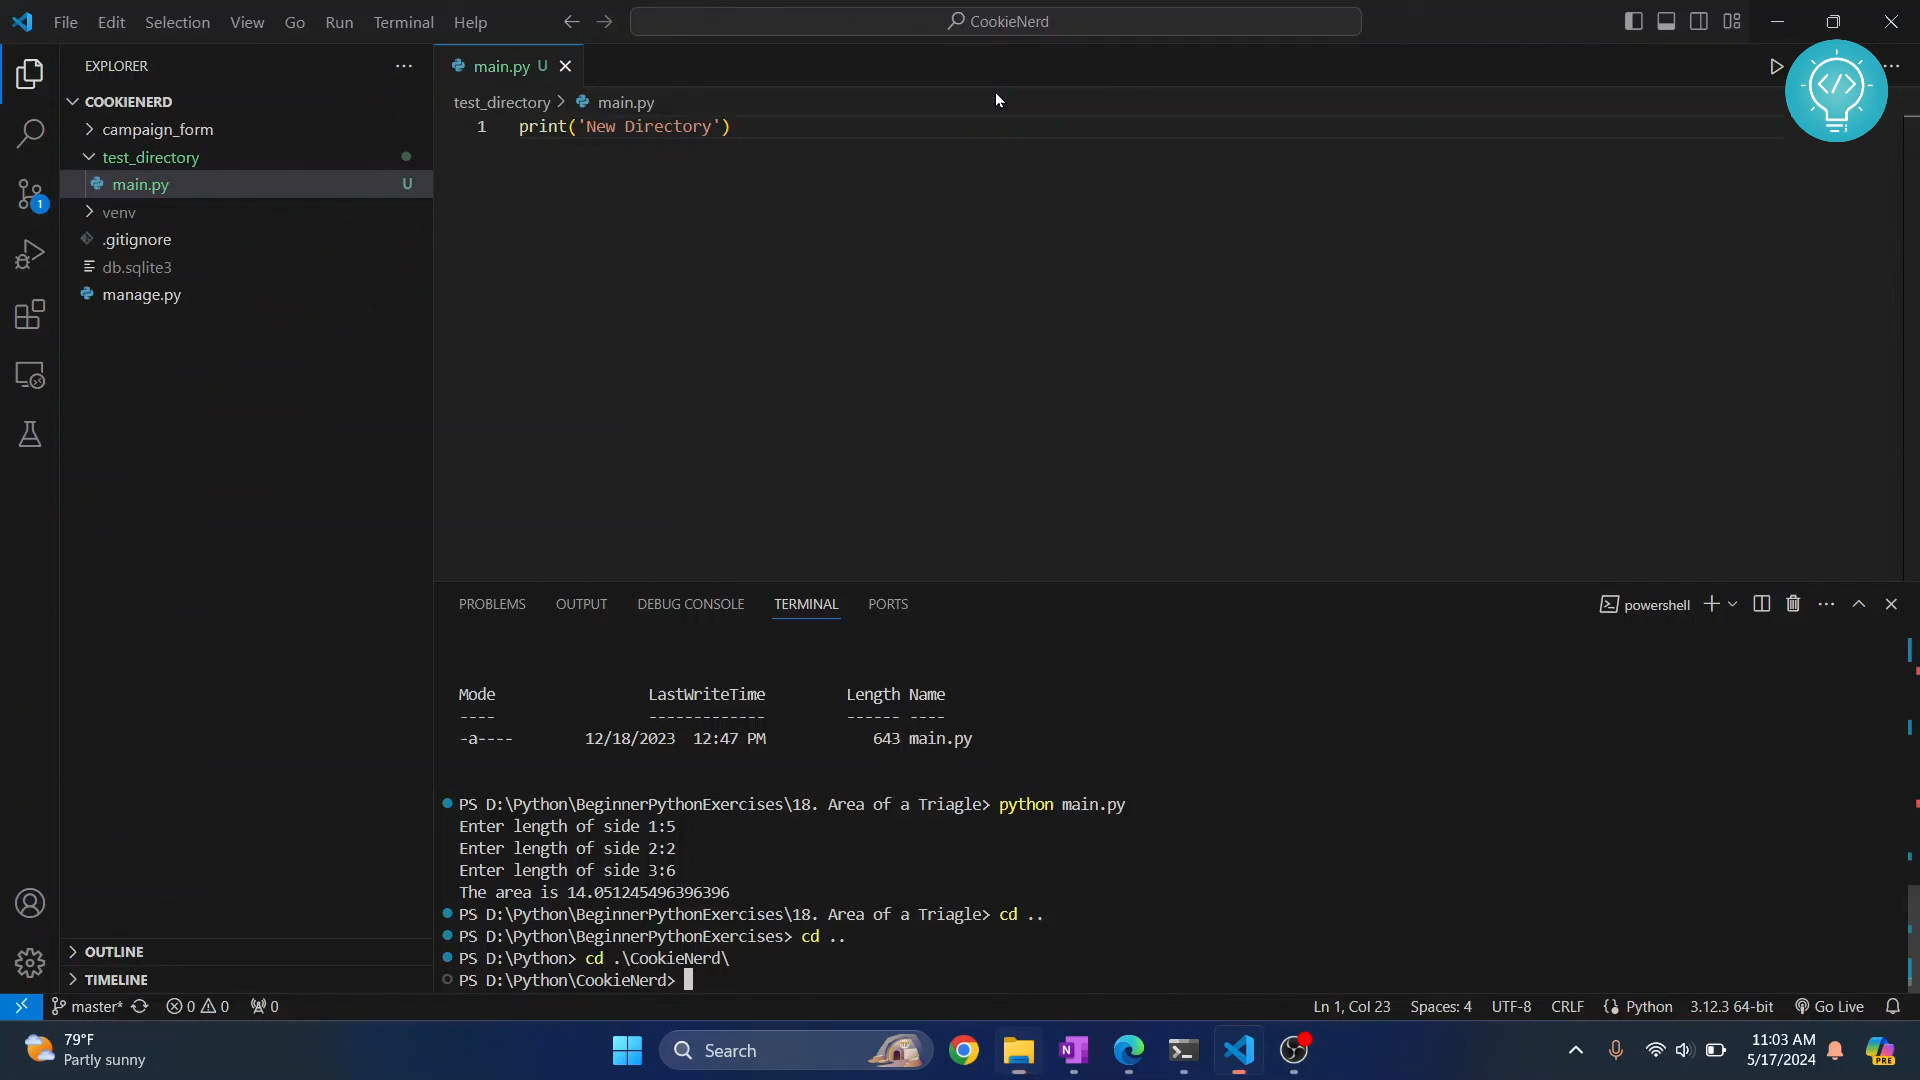 File Edit Selection View Go Run Terminal Help
CookieNerd
EXPLORER
COOKIENERD
campaign_form
test_directory
main.py U
venv
.gitignore
db.sqlite3
manage.py
OUTLINE
TIMELINE
1
main.py U
test_directory > main.py
1 print('New Directory')
</>
PROBLEMS OUTPUT DEBUG CONSOLE TERMINAL PORTS
powershell
Mode LastWriteTime Length Name
---- ------------- ------ ----
-a---- 12/18/2023 12:47 PM 643 main.py
PS D:\Python\BeginnerPythonExercises\18. Area of a Triagle> python main.py
Enter length of side 1:5
Enter length of side 2:2
Enter length of side 3:6
The area is 14.051245496396396
PS D:\Python\BeginnerPythonExercises\18. Area of a Triagle> cd ..
PS D:\Python\BeginnerPythonExercises> cd ..
PS D:\Python> cd .\CookieNerd\
PS D:\Python\CookieNerd>
master* 0 0 0 Ln 1, Col 23 Spaces: 4 UTF-8 CRLF Python 3.12.3 64-bit Go Live
79°F
Partly sunny
Search
11:03 AM
5/17/2024
PRE